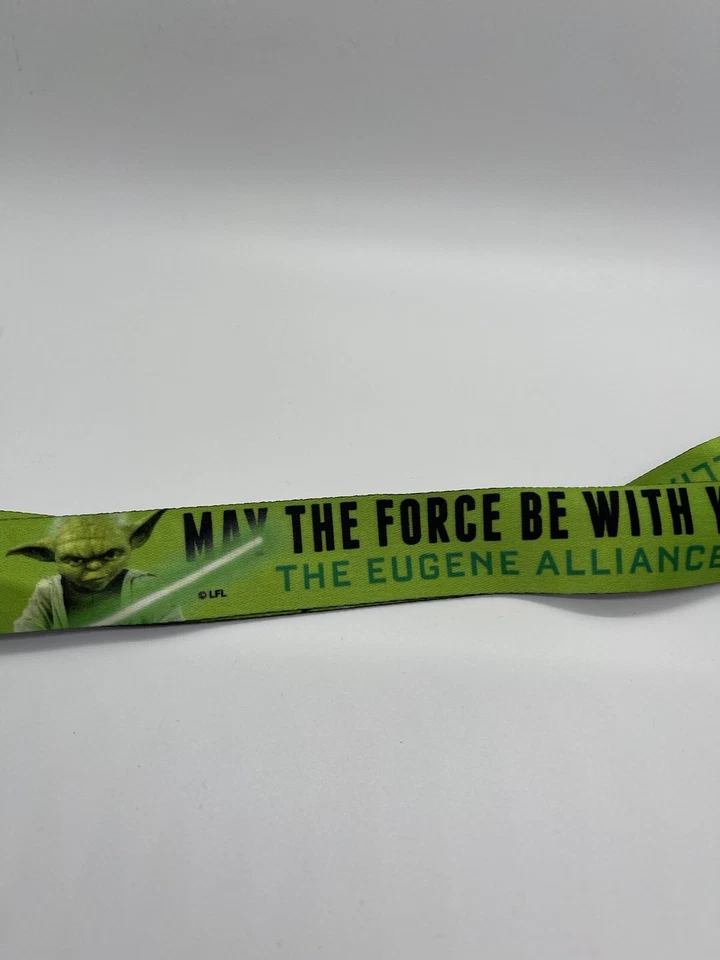 MAY THE FORCE BE WITH
THE EUGENE ALLIANCE
© LFL